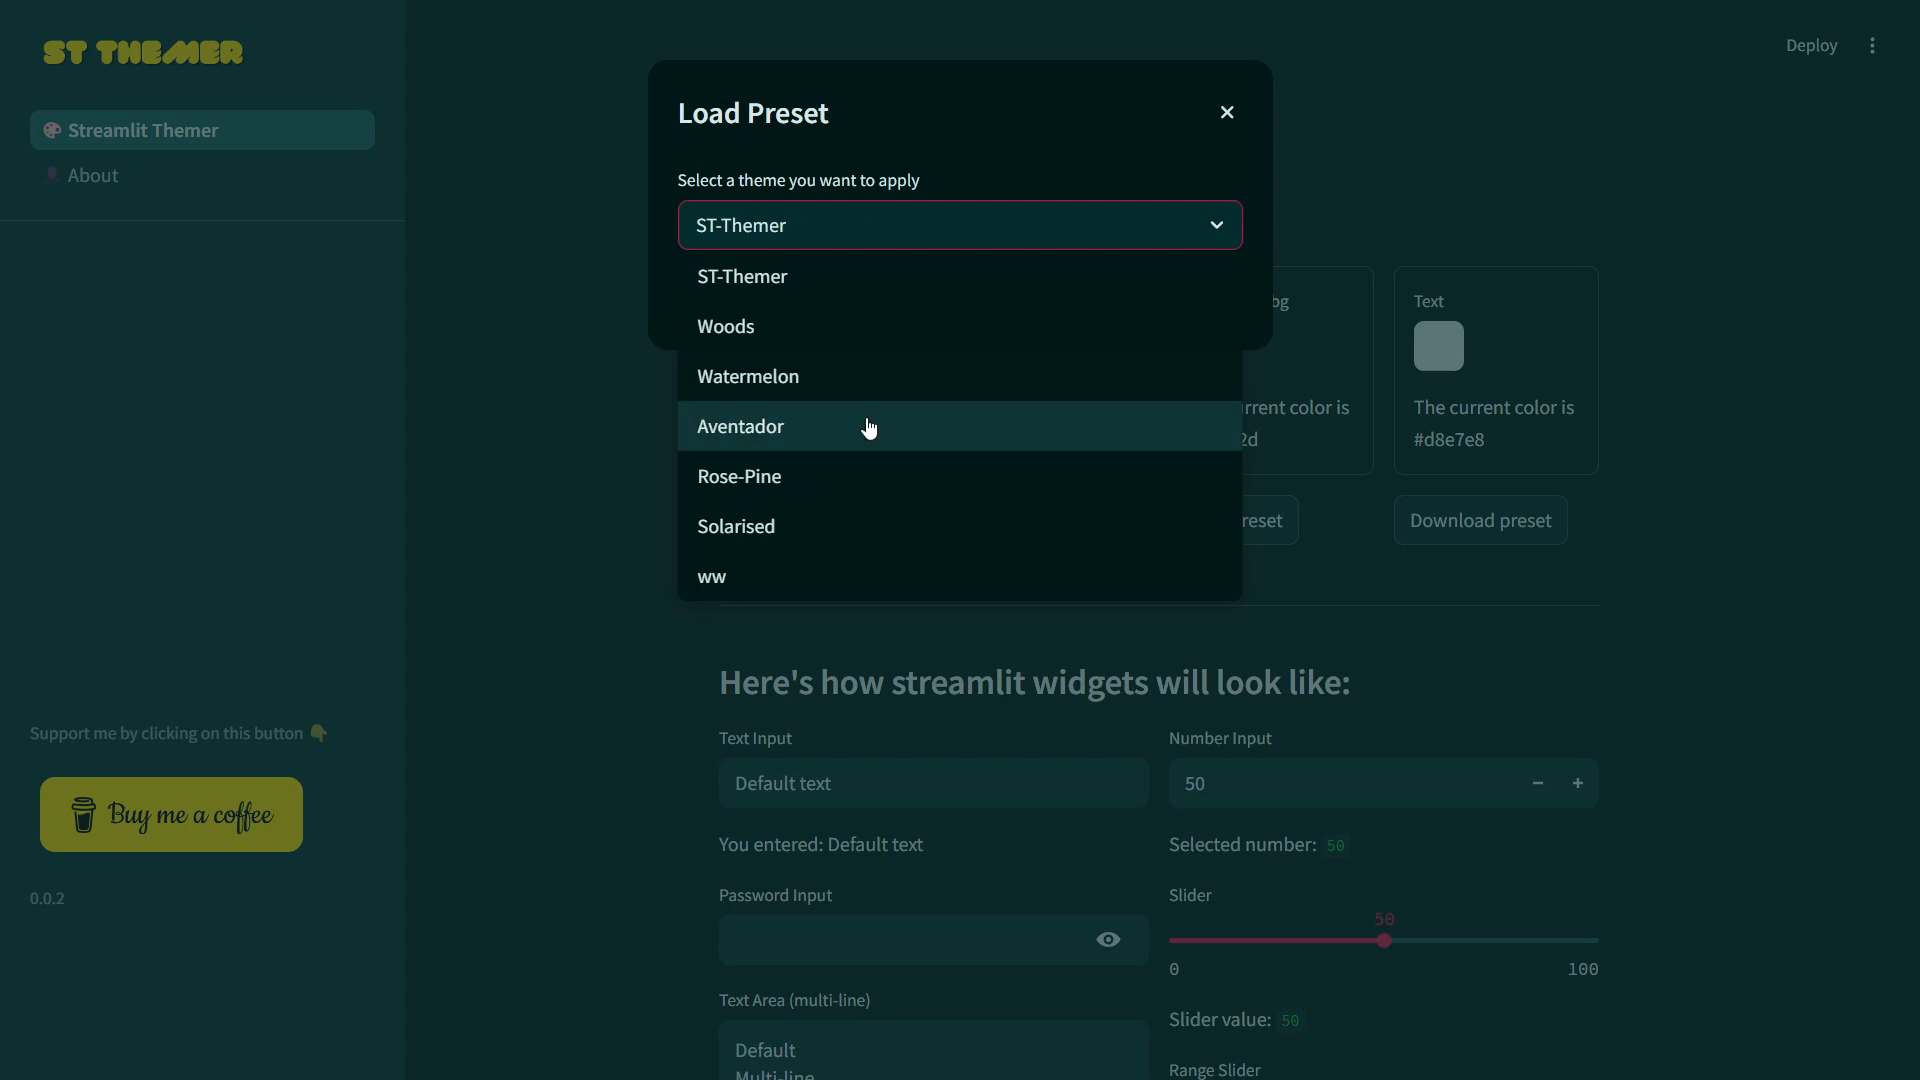 ST THEMER
Streamlit Themer
About
Support me by clicking on this button
Buy me a coffee
0.0.2
Deploy
Load Preset
Select a theme you want to apply
ST-Themer
ST-Themer
Woods
Watermelon
Aventador
Rose-Pine
Solarised
ww
bg
color is
2d
Text
The current color is
#d8e7e8
Download preset
Here's how streamlit widgets will look like:
Text Input
Default text
You entered: Default text
Password Input
Text Area (multi-line)
Default
Multi-line
Number Input
50
Selected number: 50
Slider
50
0
100
Slider value: 50
Range Slider